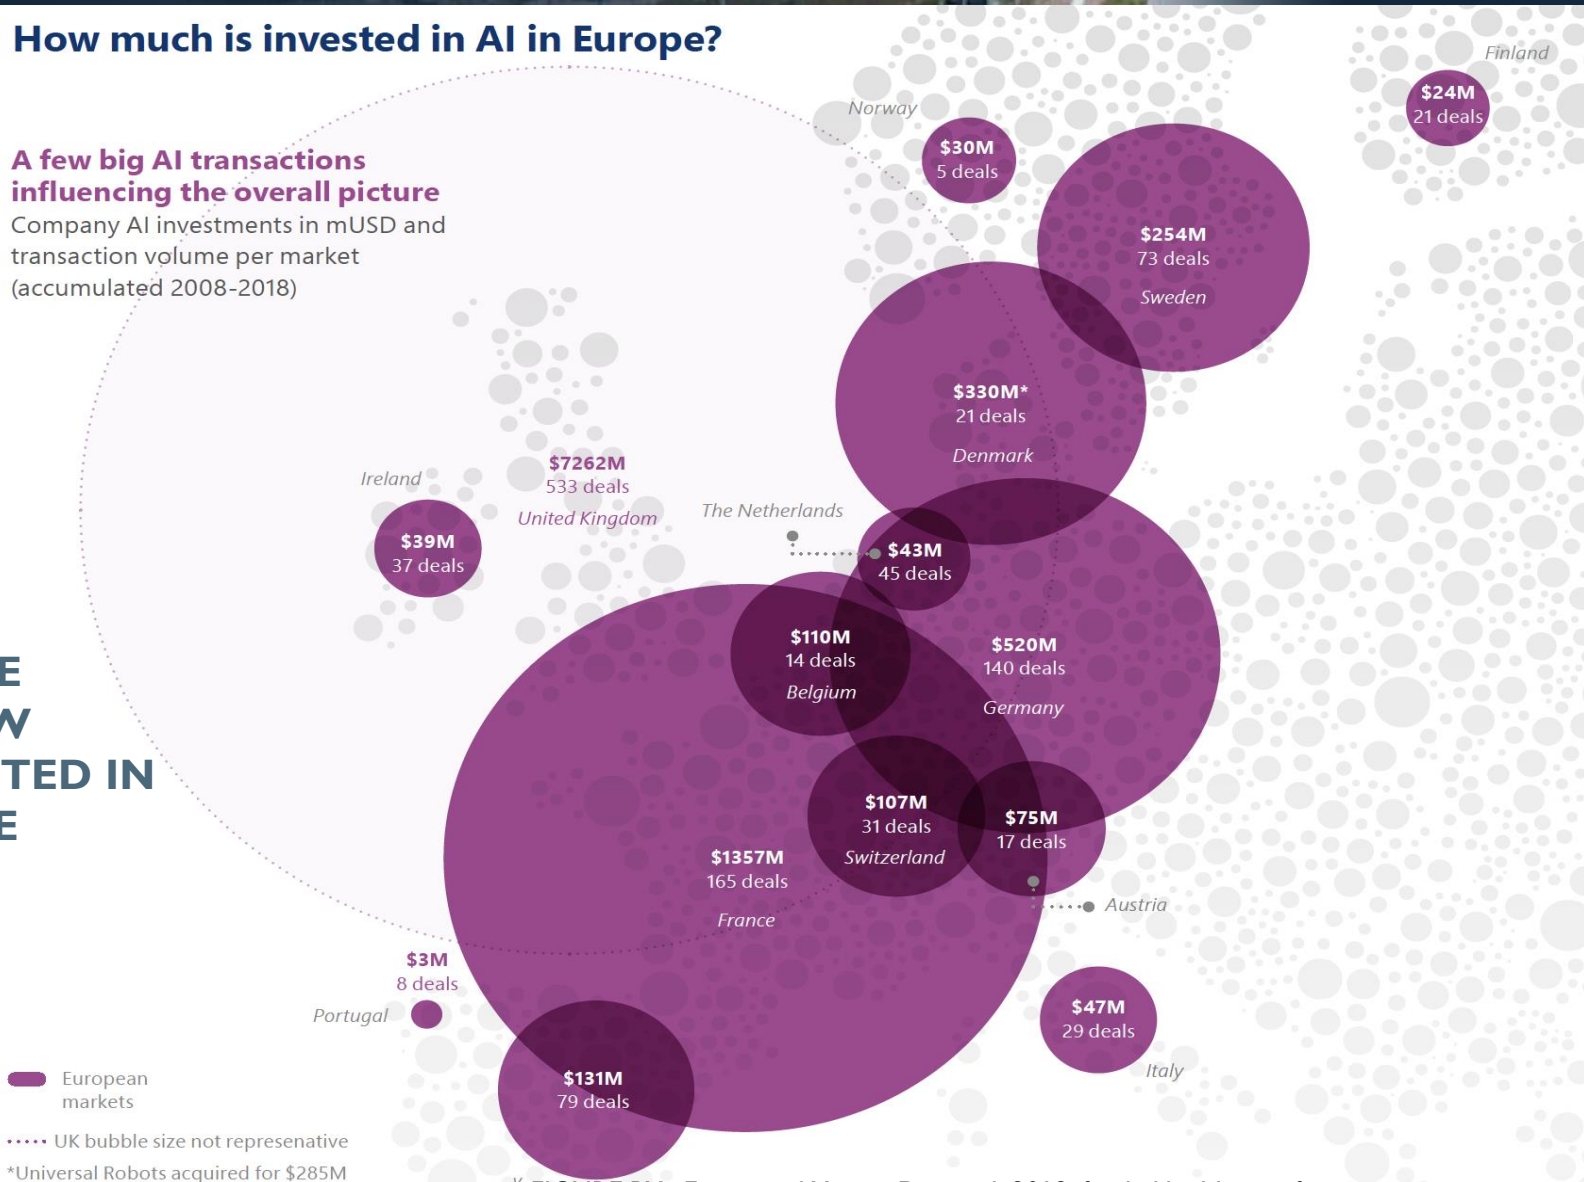 How much is invested in AI in Europe?
A few big AI transactions
influencing the overall picture
Company AI investments in mUSD and
transaction volume per market
(accumulated 2008-2018)
Finland
$24M
21 deals
Norway
$30M
5 deals
$254M
73 deals
Sweden
$330M*
21 deals
Denmark
Ireland
$39M
37 deals
$7262M
533 deals
United Kingdom
The Netherlands
$43M
45 deals
$110M
14 deals
Belgium
$520M
140 deals
Germany
E
W
TED IN
E
$107M
31 deals
Switzerland
$75M
17 deals
Austria
$1357M
165 deals
France
$3M
8 deals
Portugal
$47M
29 deals
Italy
$131M
79 deals
European
markets
UK bubble size not represenative
*Universal Robots acquired for $285M